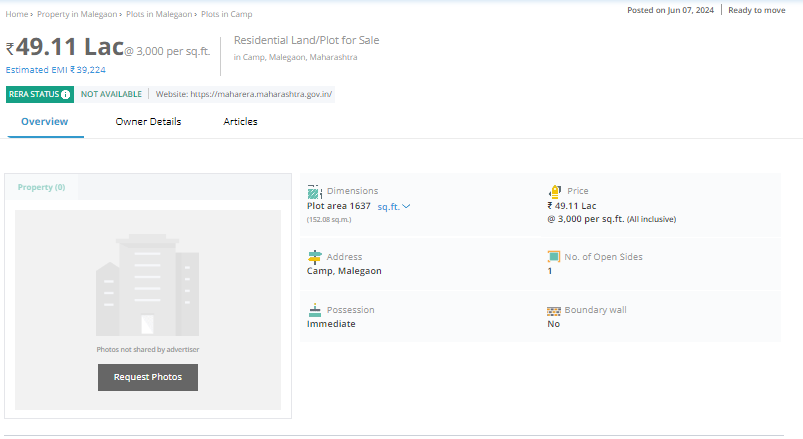 Home › Property in Malegaon › Plots in Malegaon › Plots in Camp
Posted on Jun 07, 2024 | Ready to move
₹49.11 Lac @ 3,000 per sq.ft.
Estimated EMI ₹ 39,224
Residential Land/Plot for Sale
in Camp, Malegaon, Maharashtra
RERA STATUS i NOT AVAILABLE | Website: https://maharera.maharashtra.gov.in/
Overview Owner Details Articles
Property (0)
Photos not shared by advertiser
Request Photos
Dimensions
Plot area 1637 sq.ft.
(152.08 sq.m.)
Price
₹ 49.11 Lac
@ 3,000 per sq.ft. (All inclusive)
Address
Camp, Malegaon
No. of Open Sides
1
Possession
Immediate
Boundary wall
No